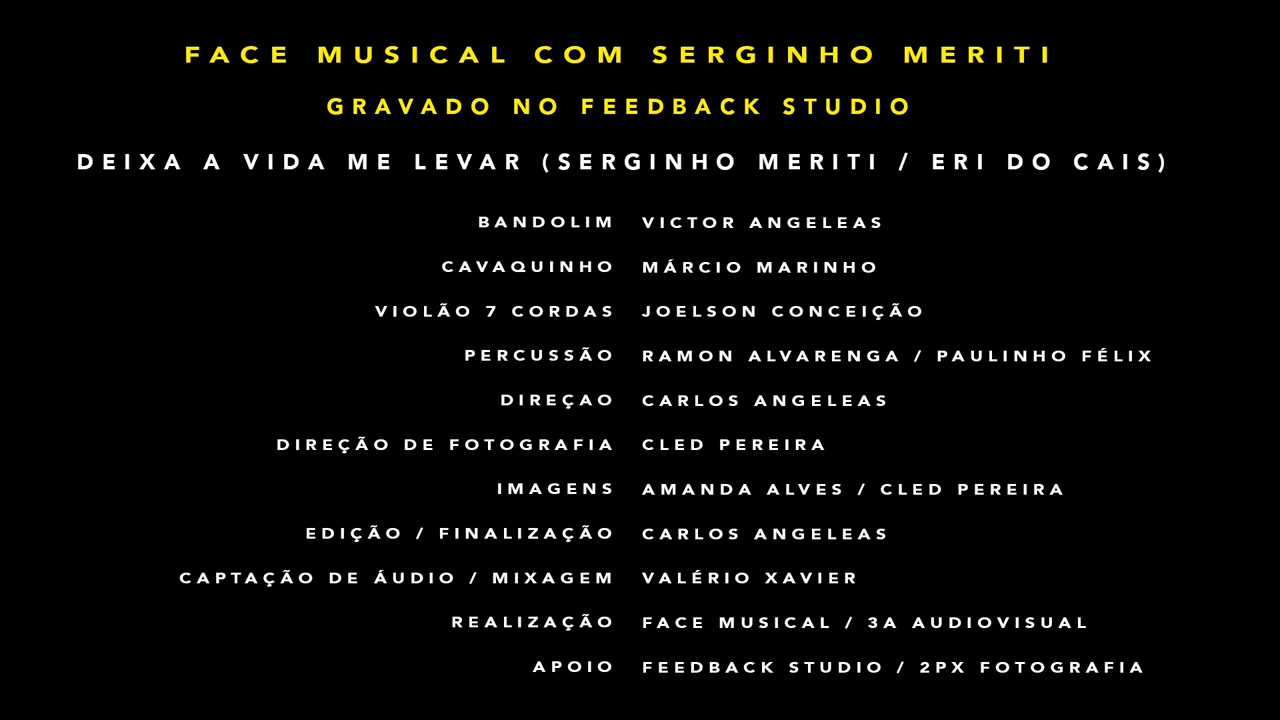 FACE MUSICAL COM SERGINHO MERITI
GRAVADO NO FEEDBACK STUDIO
DEIXA A VIDA ME LEVAR (SERGINHO MERITI / ERI DO CAIS)
BANDOLIM VICTOR ANGELEAS
CAVAQUINHO MÁRCIO MARINHO
VIOLÃO 7 CORDAS JOELSON CONCEIÇÃO
PERCUSSÃO RAMON ALVARENGA / PAULINHO FÉLIX
DIREÇAO CARLOS ANGELEAS
DIREÇÃO DE FOTOGRAFIA CLED PEREIRA
IMAGENS AMANDA ALVES / CLED PEREIRA
EDIÇÃO / FINALIZAÇÃO CARLOS ANGELEAS
CAPTAÇÃO DE ÁUDIO / MIXAGEM VALÉRIO XAVIER
REALIZAÇÃO FACE MUSICAL / 3A AUDIOVISUAL
APOIO FEEDBACK STUDIO / 2PX FOTOGRAFIA